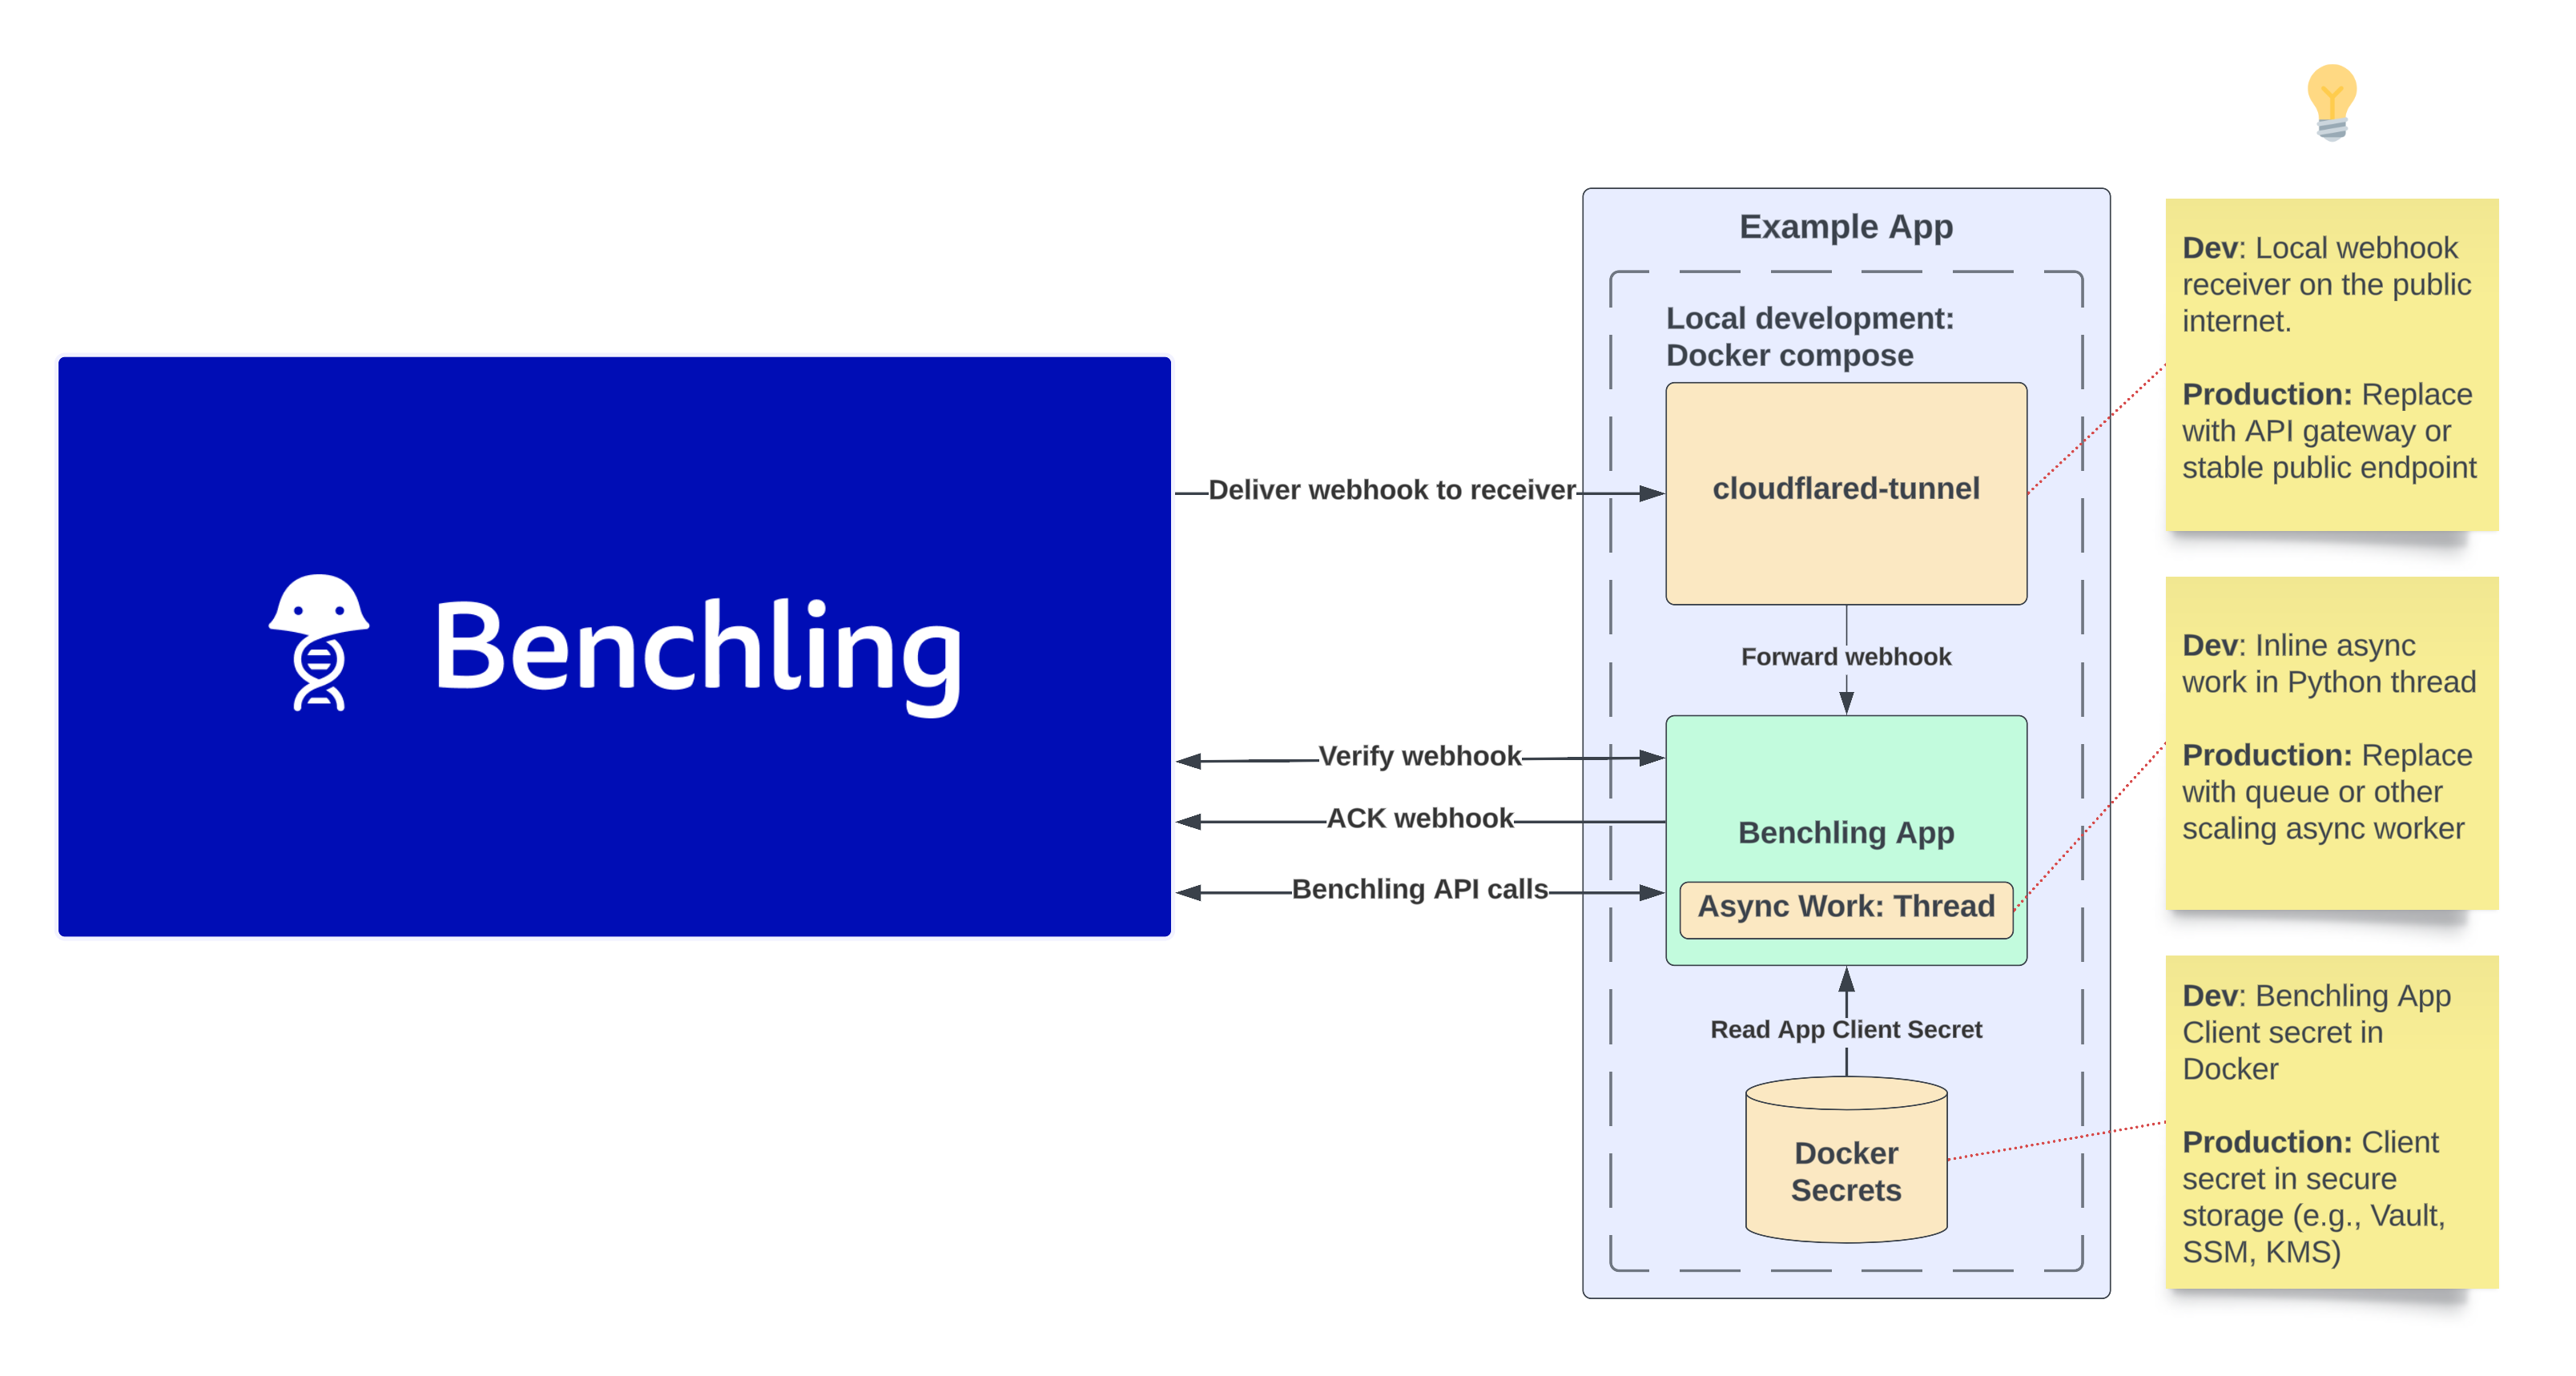 Benchling
Deliver webhook to receiver
Verify webhook
ACK webhook
Benchling API calls
Example App
Local development:
Docker compose
cloudflared-tunnel
Forward webhook
Benchling App
Async Work: Thread
Read App Client Secret
Docker
Secrets
Dev: Local webhook
receiver on the public
internet.
Production: Replace
with API gateway or
stable public endpoint
Dev: Inline async
work in Python thread
Production: Replace
with queue or other
scaling async worker
Dev: Benchling App
Client secret in
Docker
Production: Client
secret in secure
storage (e.g., Vault,
SSM, KMS)